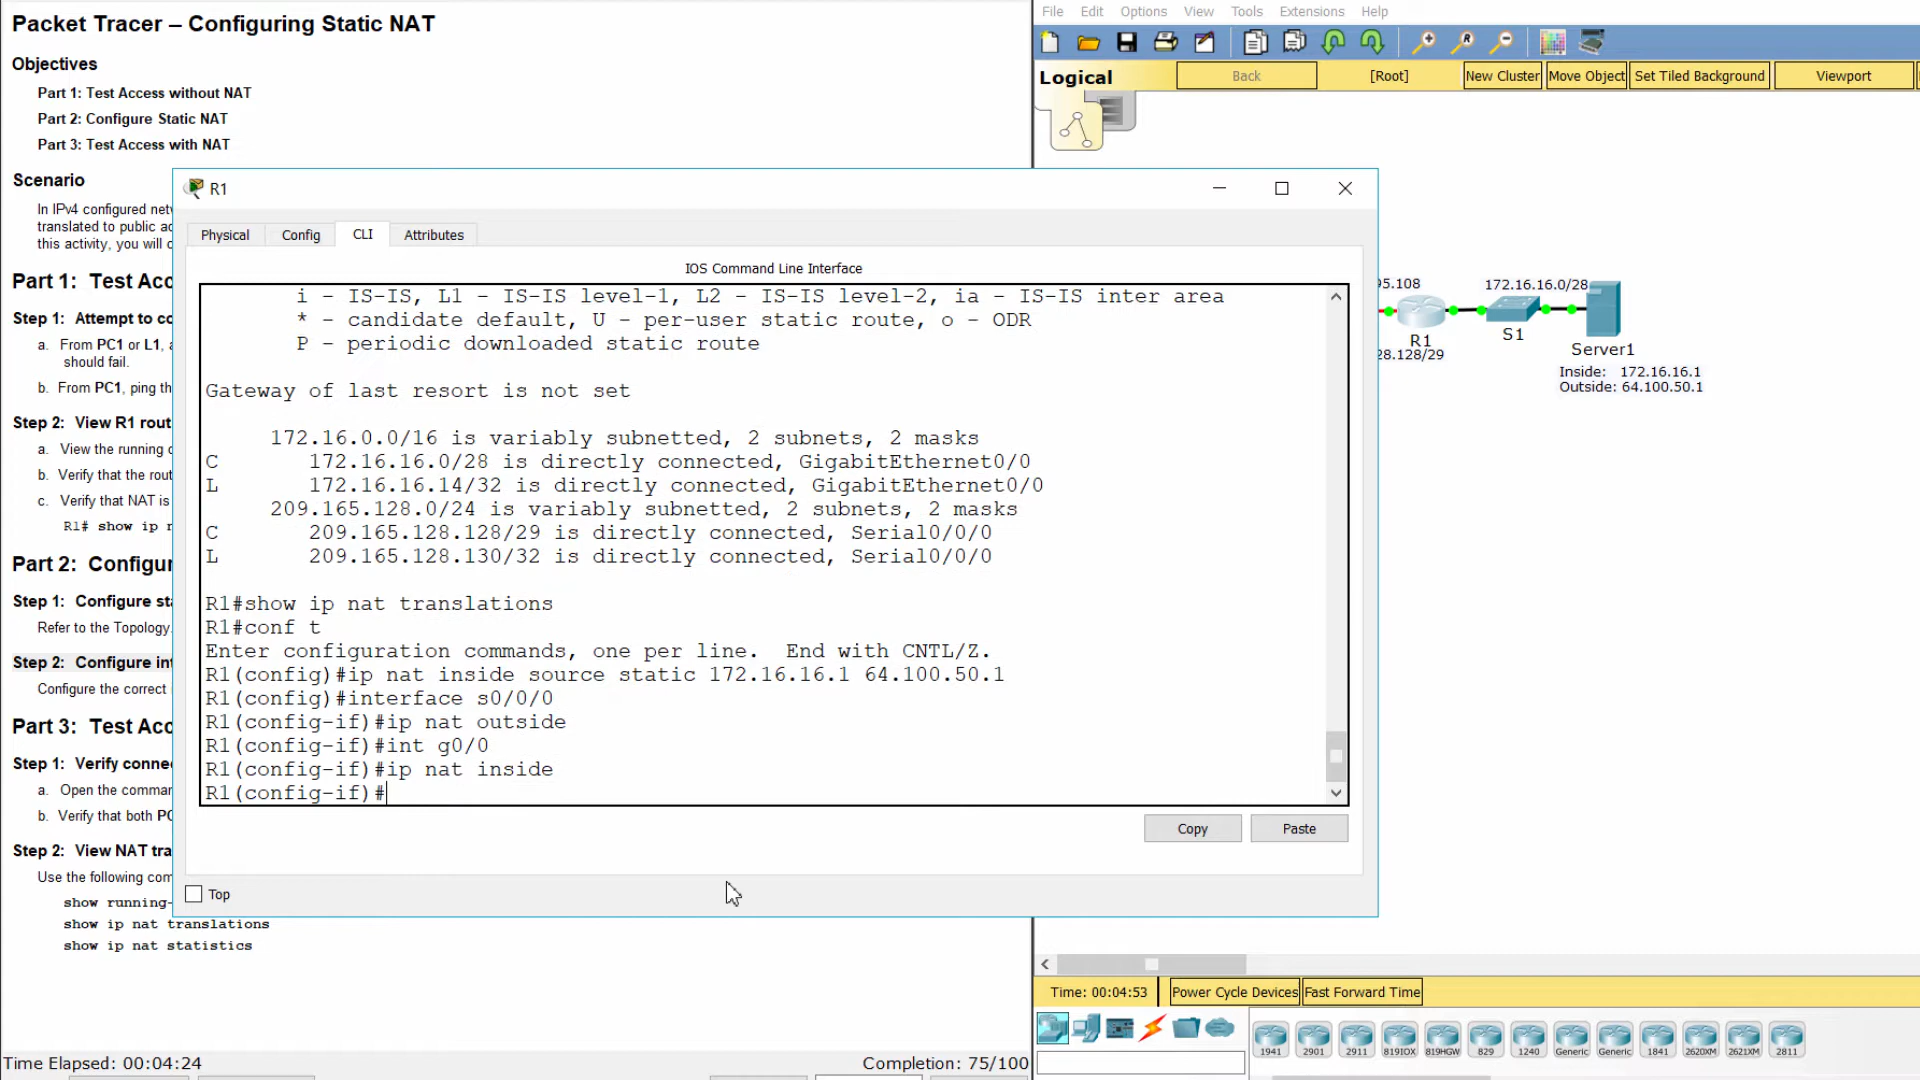 Packet Tracer – Configuring Static NAT
Objectives
Part 1: Test Access without NAT
Part 2: Configure Static NAT
Part 3: Test Access with NAT
Scenario
In IPv4 configured
translated to public
this activity, you will
Part 1: Test
Step 1: Attempt to
a. From PC1 or L1,
should fail.
b. From PC1, ping
Step 2: View R1
a. View the running
b. Verify that the
c. Verify that NAT is
R1# show ip
Part 2:
Step 1: Configure
Refer to the Topology.
Step 2: Configure
Configure the correct
Part 3: Test
Step 1: Verify
a. Open the
b. Verify that both
Step 2: View NAT
Use the following
show
show ip nat translations
show ip nat statistics
Time Elapsed: 00:04:24
Completion: 75/100
R1
Physical
Config
CLI
Attributes
IOS Command Line Interface
i - IS-IS, L1 - IS-IS level-1, L2 - IS-IS level-2, ia - IS-IS inter area
* - candidate default, U - per-user static route, o - ODR
P - periodic downloaded static route
Gateway of last resort is not set
172.16.0.0/16 is variably subnetted, 2 subnets, 2 masks
C 172.16.16.0/28 is directly connected, GigabitEthernet0/0
L 172.16.16.14/32 is directly connected, GigabitEthernet0/0
209.165.128.0/24 is variably subnetted, 2 subnets, 2 masks
C 209.165.128.128/29 is directly connected, Serial0/0/0
L 209.165.128.130/32 is directly connected, Serial0/0/0
R1#show ip nat translations
R1#conf t
Enter configuration commands, one per line. End with CNTL/Z.
R1(config)#ip nat inside source static 172.16.16.1 64.100.50.1
R1(config)#interface s0/0/0
R1(config-if)#ip nat outside
R1(config-if)#int g0/0
R1(config-if)#ip nat inside
R1(config-if)#
Copy
Paste
Top
File Edit Options View Tools Extensions Help
Logical
Back
[Root]
New Cluster
Move Object
Set Tiled Background
Viewport
95.108
172.16.16.0/28
R1
28.128/29
S1
Server1
Inside: 172.16.16.1
Outside: 64.100.50.1
Time: 00:04:53
Power Cycle Devices
Fast Forward Time
1941
2901
2911
819IOX
819HGW
829
1240
Generic
Generic
1841
2620XM
2621XM
2811